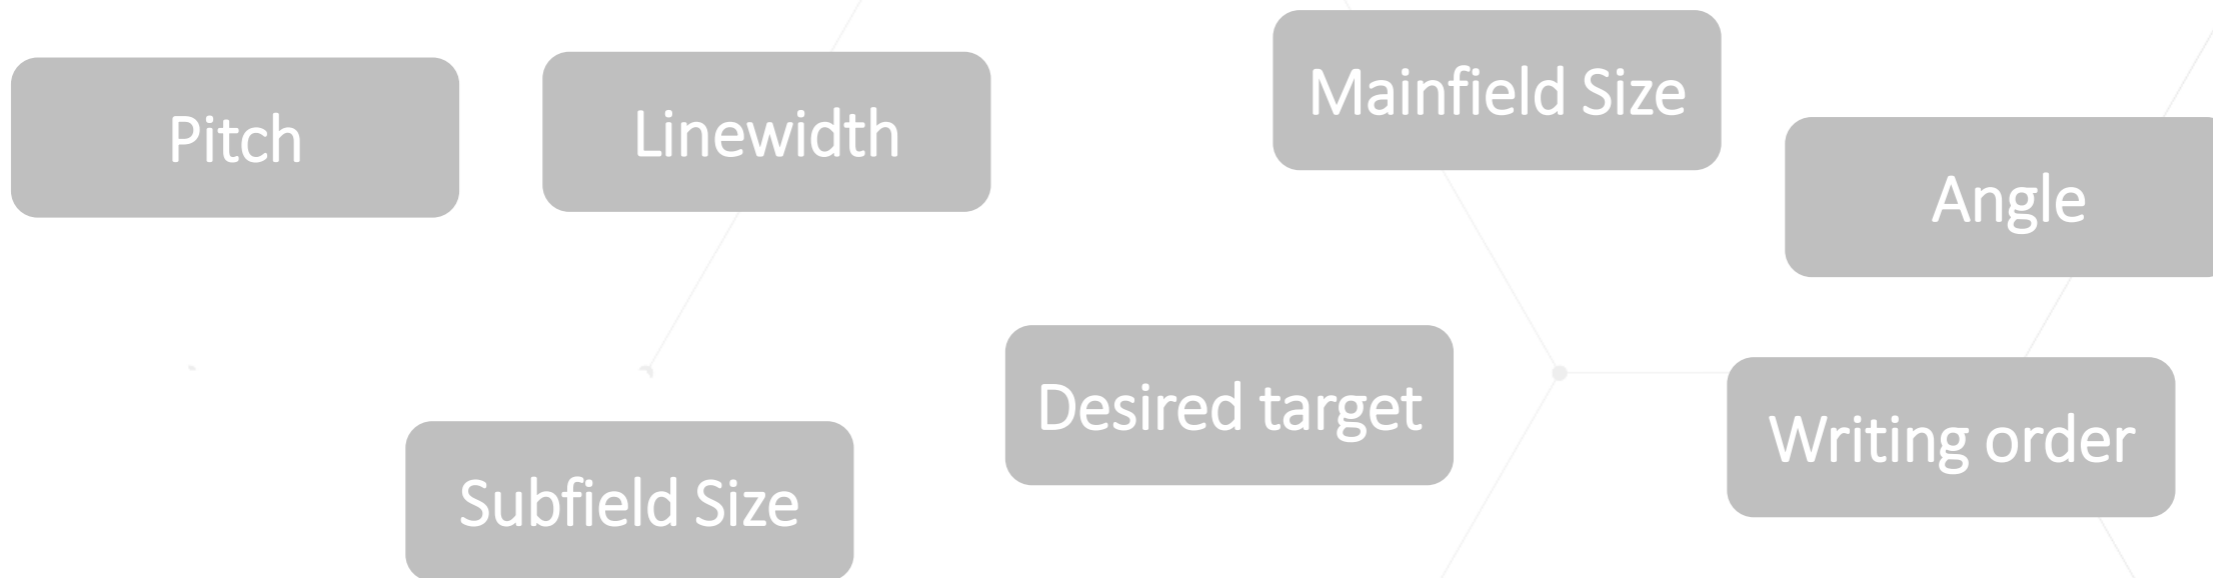 Pitch
Linewidth
Mainfield Size
Angle
Desired target
Writing order
Subfield Size